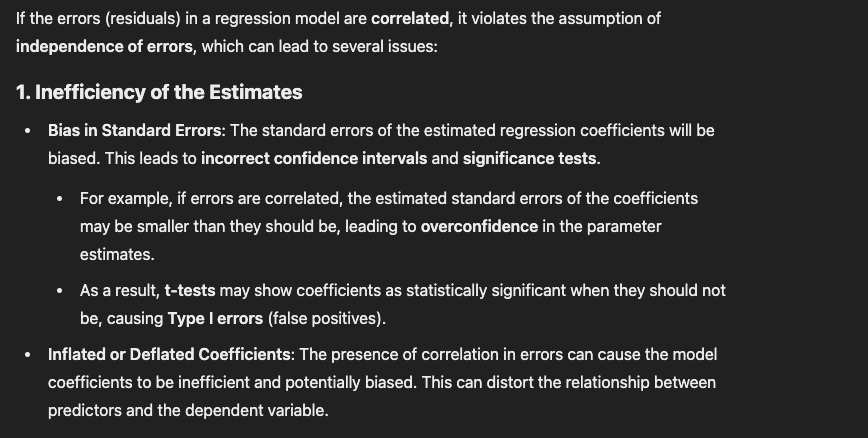 If the errors (residuals) in a regression model are correlated, it violates the assumption of
independence of errors, which can lead to several issues:
1. Inefficiency of the Estimates
• Bias in Standard Errors: The standard errors of the estimated regression coefficients will be
biased. This leads to incorrect confidence intervals and significance tests.
• For example, if errors are correlated, the estimated standard errors of the coefficients
may be smaller than they should be, leading to overconfidence in the parameter
estimates.
• As a result, t-tests may show coefficients as statistically significant when they should not
be, causing Type I errors (false positives).
• Inflated or Deflated Coefficients: The presence of correlation in errors can cause the model
coefficients to be inefficient and potentially biased. This can distort the relationship between
predictors and the dependent variable.